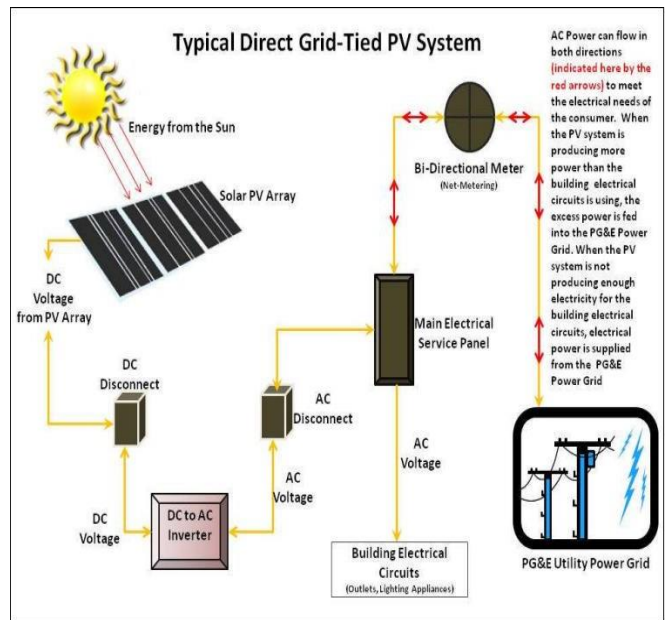 Typical Direct Grid-Tied PV System
Energy from the Sun
Solar PV Array
DC
Voltage
from PV Array
DC
Disconnect
DC
Voltage
DC to AC
Inverter
AC
Voltage
AC
Disconnect
Main Electrical
Service Panel
AC
Voltage
Building Electrical
Circuits
(Outlets, Lighting Appliances)
Bi-Directional Meter
(Net-Metering)
AC Power can flow in
both directions
(indicated here by the
red arrows) to meet
the electrical needs of
the consumer. When
the PV system is
producing more
power than the
building electrical
circuits is using, the
excess power is fed
into the PG&E Power
Grid. When the PV
system is not
producing enough
electricity for the
building electrical
circuits, electrical
power is supplied
from the PG&E
Power Grid
PG&E Utility Power Grid